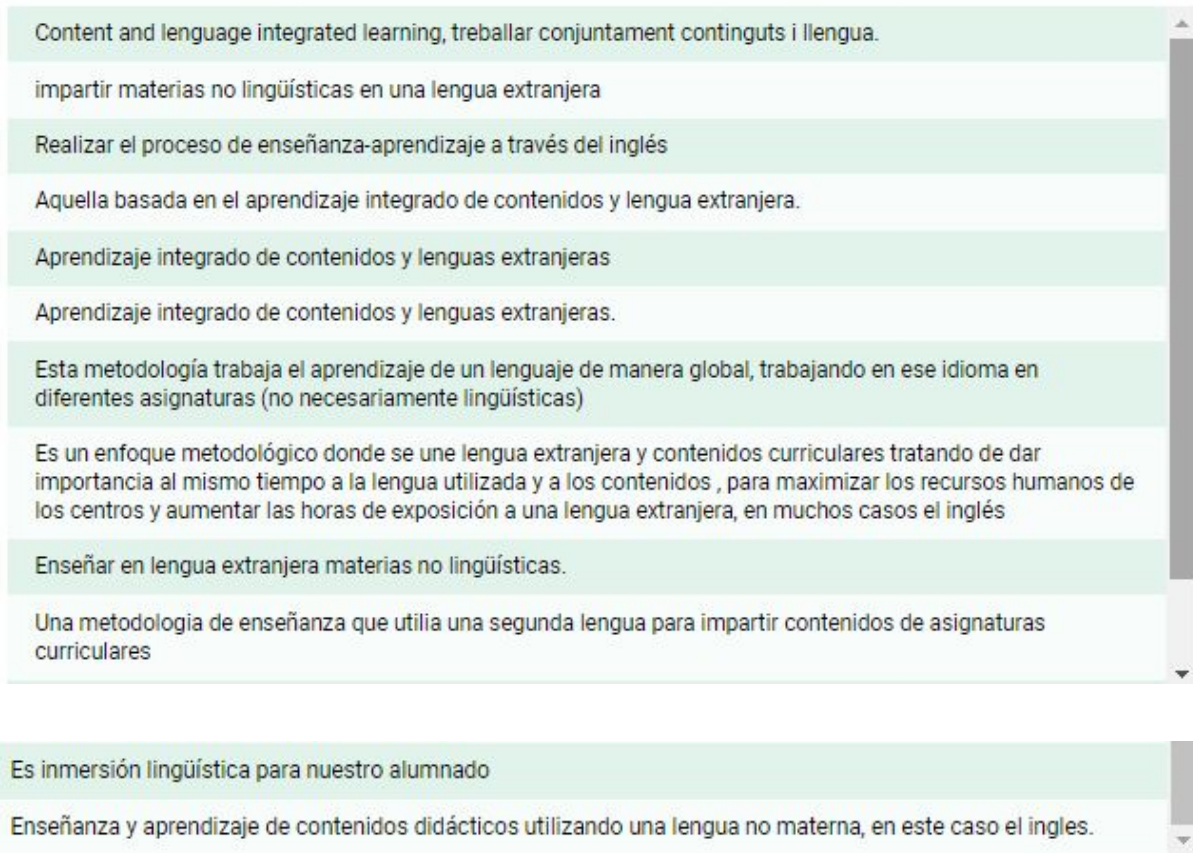 Content and lenguage integrated learning, treballar conjuntament continguts i llengua.
impartir materias no lingüísticas en una lengua extranjera
Realizar el proceso de enseñanza-aprendizaje a través del inglés
Aquella basada en el aprendizaje integrado de contenidos y lengua extranjera.
Aprendizaje integrado de contenidos y lenguas extranjeras
Aprendizaje integrado de contenidos y lenguas extranjeras.
Esta metodología trabaja el aprendizaje de un lenguaje de manera global, trabajando en ese idioma en
diferentes asignaturas (no necesariamente lingüísticas)
Es un enfoque metodológico donde se une lengua extranjera y contenidos curriculares tratando de dar
importancia al mismo tiempo a la lengua utilizada y a los contenidos , para maximizar los recursos humanos de
los centros y aumentar las horas de exposición a una lengua extranjera, en muchos casos el inglés
Enseñar en lengua extranjera materias no lingüísticas.
Una metodologia de enseñanza que utilia una segunda lengua para impartir contenidos de asignaturas
curriculares
Es inmersión lingüística para nuestro alumnado
Enseñanza y aprendizaje de contenidos didácticos utilizando una lengua no materna, en este caso el ingles.